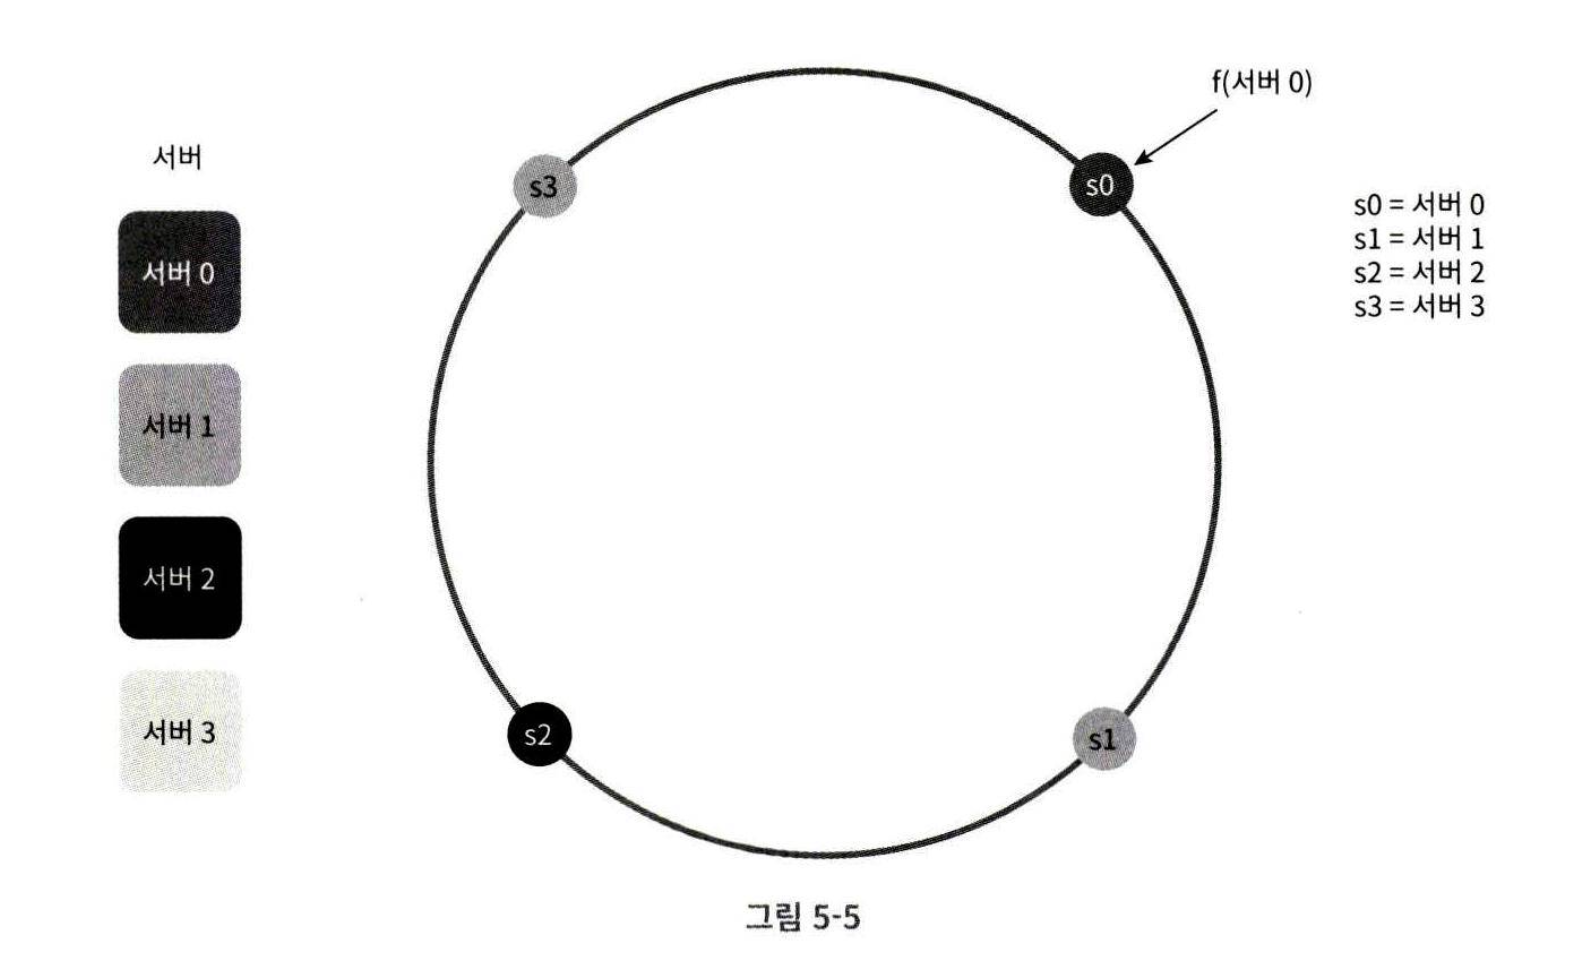 서버
서버 0
서버 1
서버 2
서버 3
s3
s0
s2
s1
f(서버 0)
s0 = 서버 0
s1 = 서버 1
s2 = 서버 2
s3 = 서버 3
그림 5-5